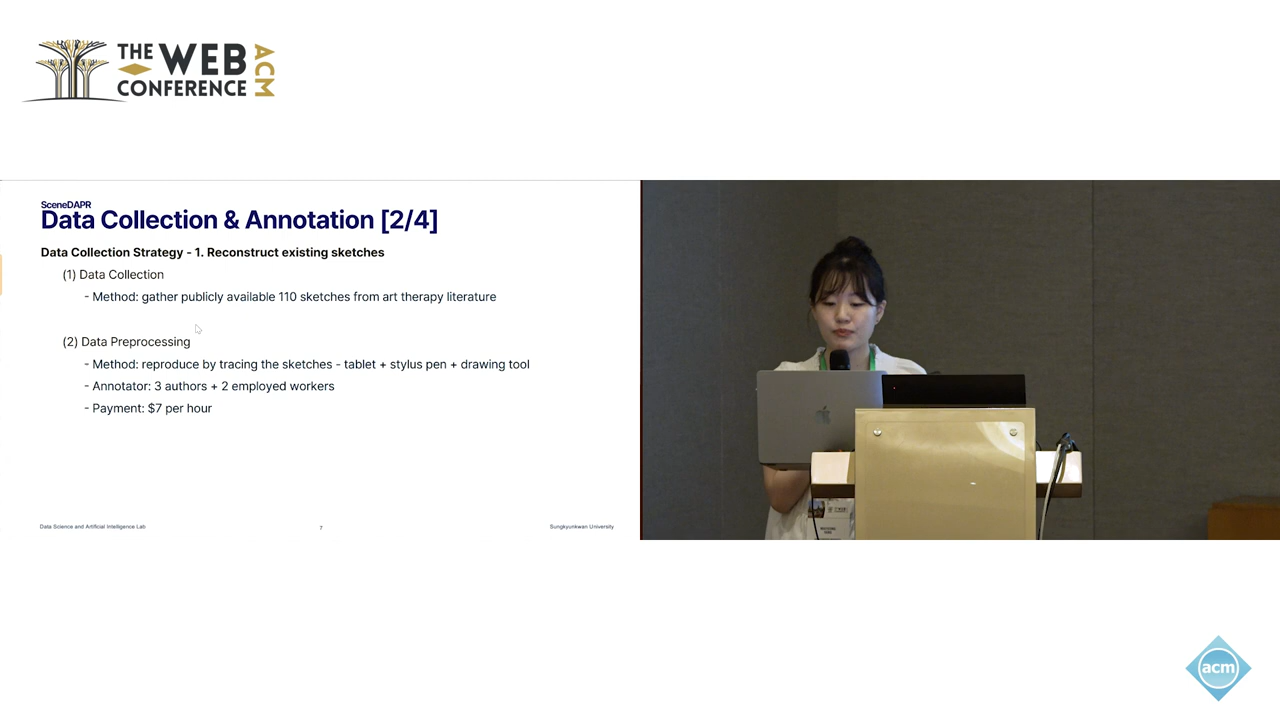 THE WEB
CONFERENCE
ACM
SceneDAPR
Data Collection & Annotation [2/4]
Data Collection Strategy - 1. Reconstruct existing sketches
(1) Data Collection
- Method: gather publicly available 110 sketches from art therapy literature
(2) Data Preprocessing
- Method: reproduce by tracing the sketches - tablet + stylus pen + drawing tool
- Annotator: 3 authors + 2 employed workers
- Payment: $7 per hour
Data Science and Artificial Intelligence Lab
7
Sungkyunkwan University
acm